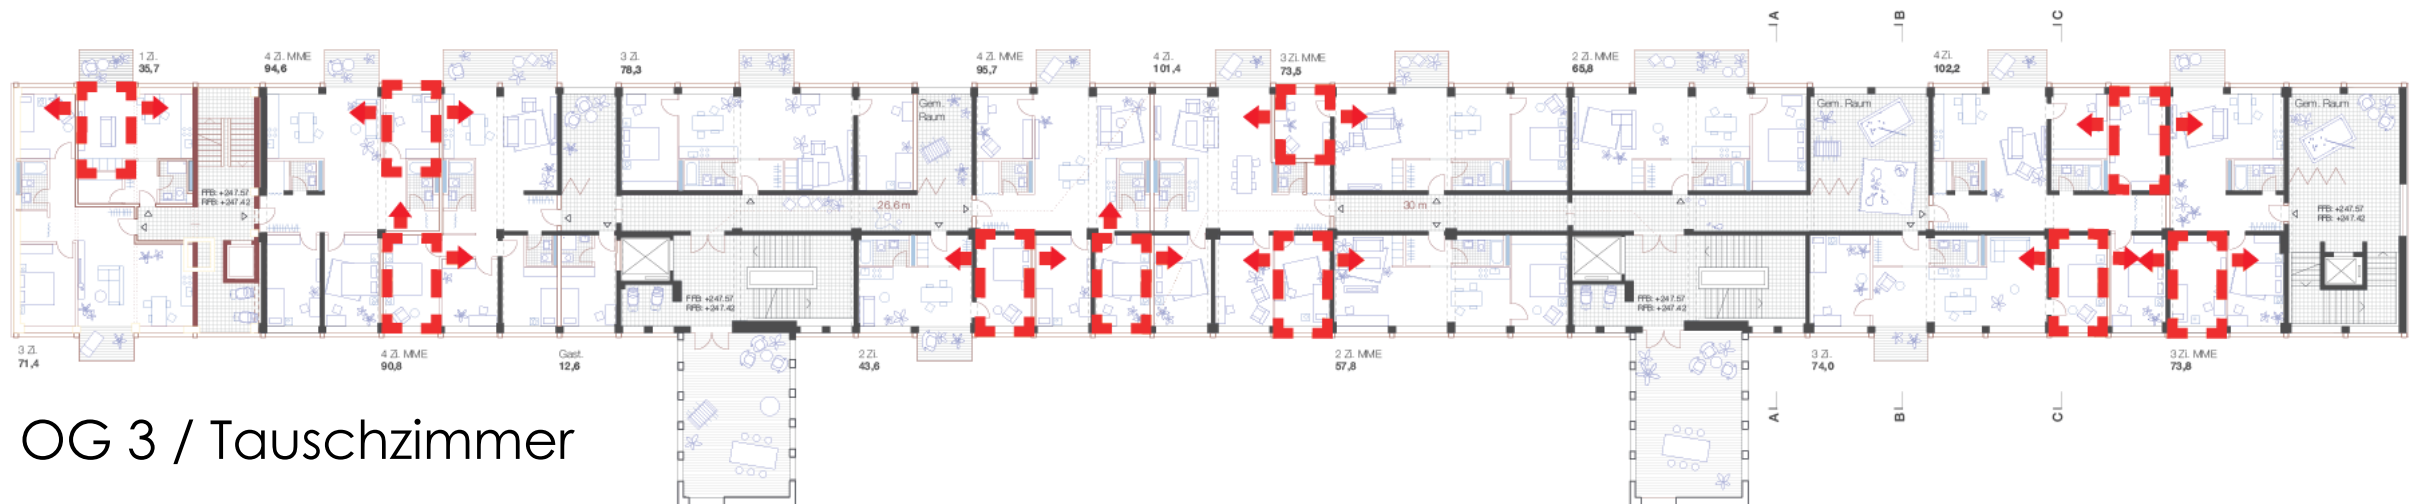 A
B
C
1 Zi.
35,7
4 Zi. MME
94,6
3 Zi.
78,3
4 Zi. MME
95,7
4 Zi.
101,4
3 Zi. MME
73,5
2 Zi. MME
65,8
4 Zi.
102,2
Gem.
Raum
Gem. Raum
Gem. Raum
FFB: +247.57
RFB: +247.42
26,6 m
30 m
FFB: +247.57
RFB: +247.42
FFB: +247.57
RFB: +247.42
FFB: +247.57
RFB: +247.42
3 Zi.
71,4
4 Zi. MME
90,8
Gast.
12,6
2 Zi.
43,6
2 Zi. MME
57,8
3 Zi.
74,0
3 Zi. MME
73,8
A
B
C
OG 3 / Tauschzimmer